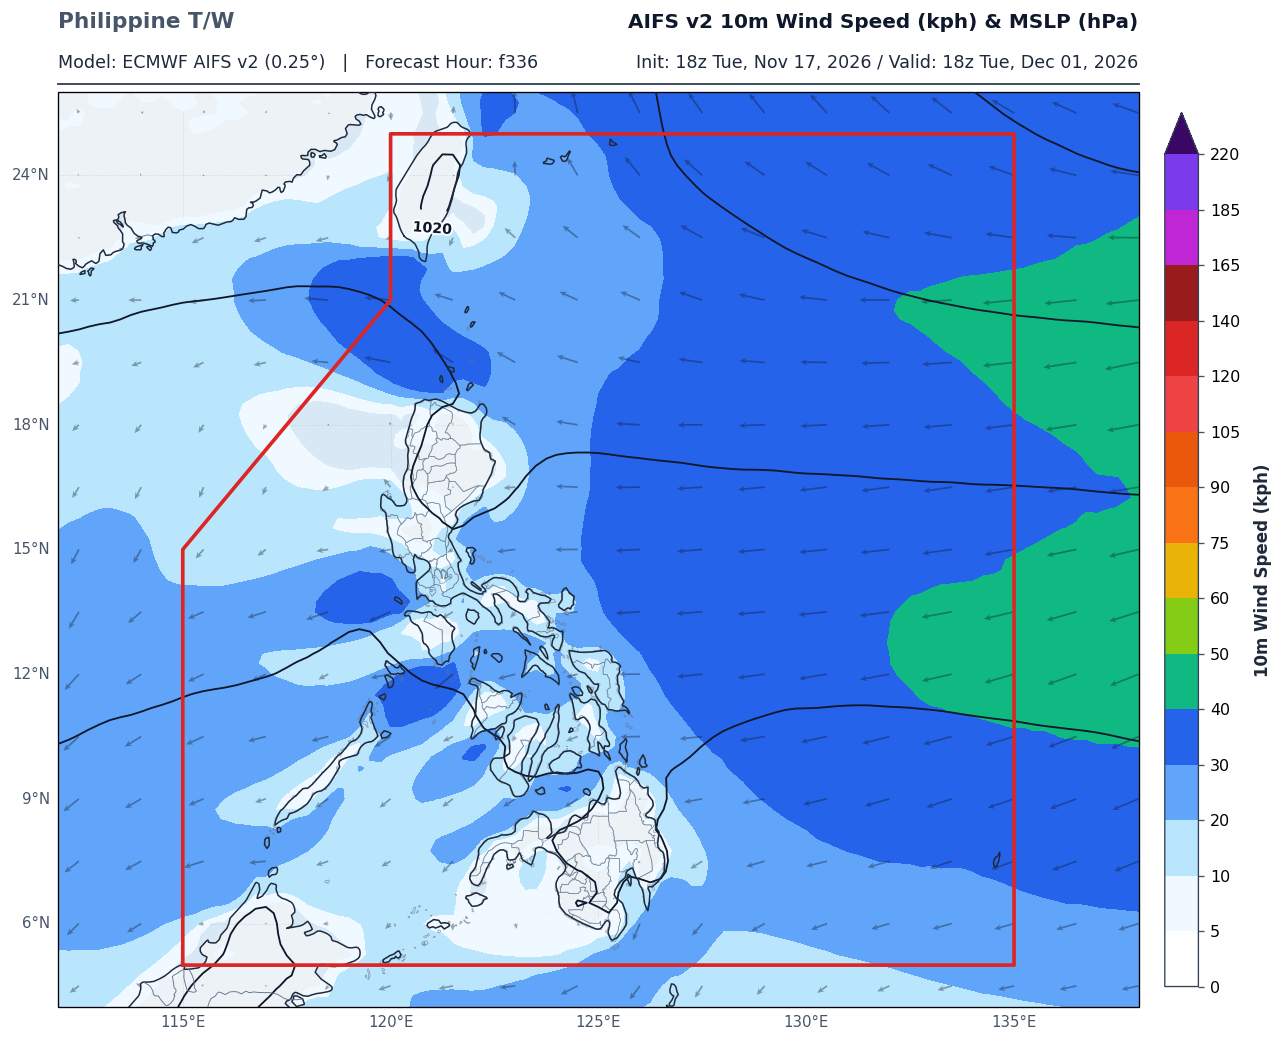 Philippine T/W
AIFS v2 10m Wind Speed (kph) & MSLP (hPa)
Model: ECMWF AIFS v2 (0.25°) | Forecast Hour: f336
Init: 18z Tue, Nov 17, 2026 / Valid: 18z Tue, Dec 01, 2026
24°N
21°N
18°N
15°N
12°N
9°N
6°N
1020
115°E
120°E
125°E
130°E
135°E
220
185
165
140
120
105
90
75
60
50
40
30
20
10
5
0
10m Wind Speed (kph)